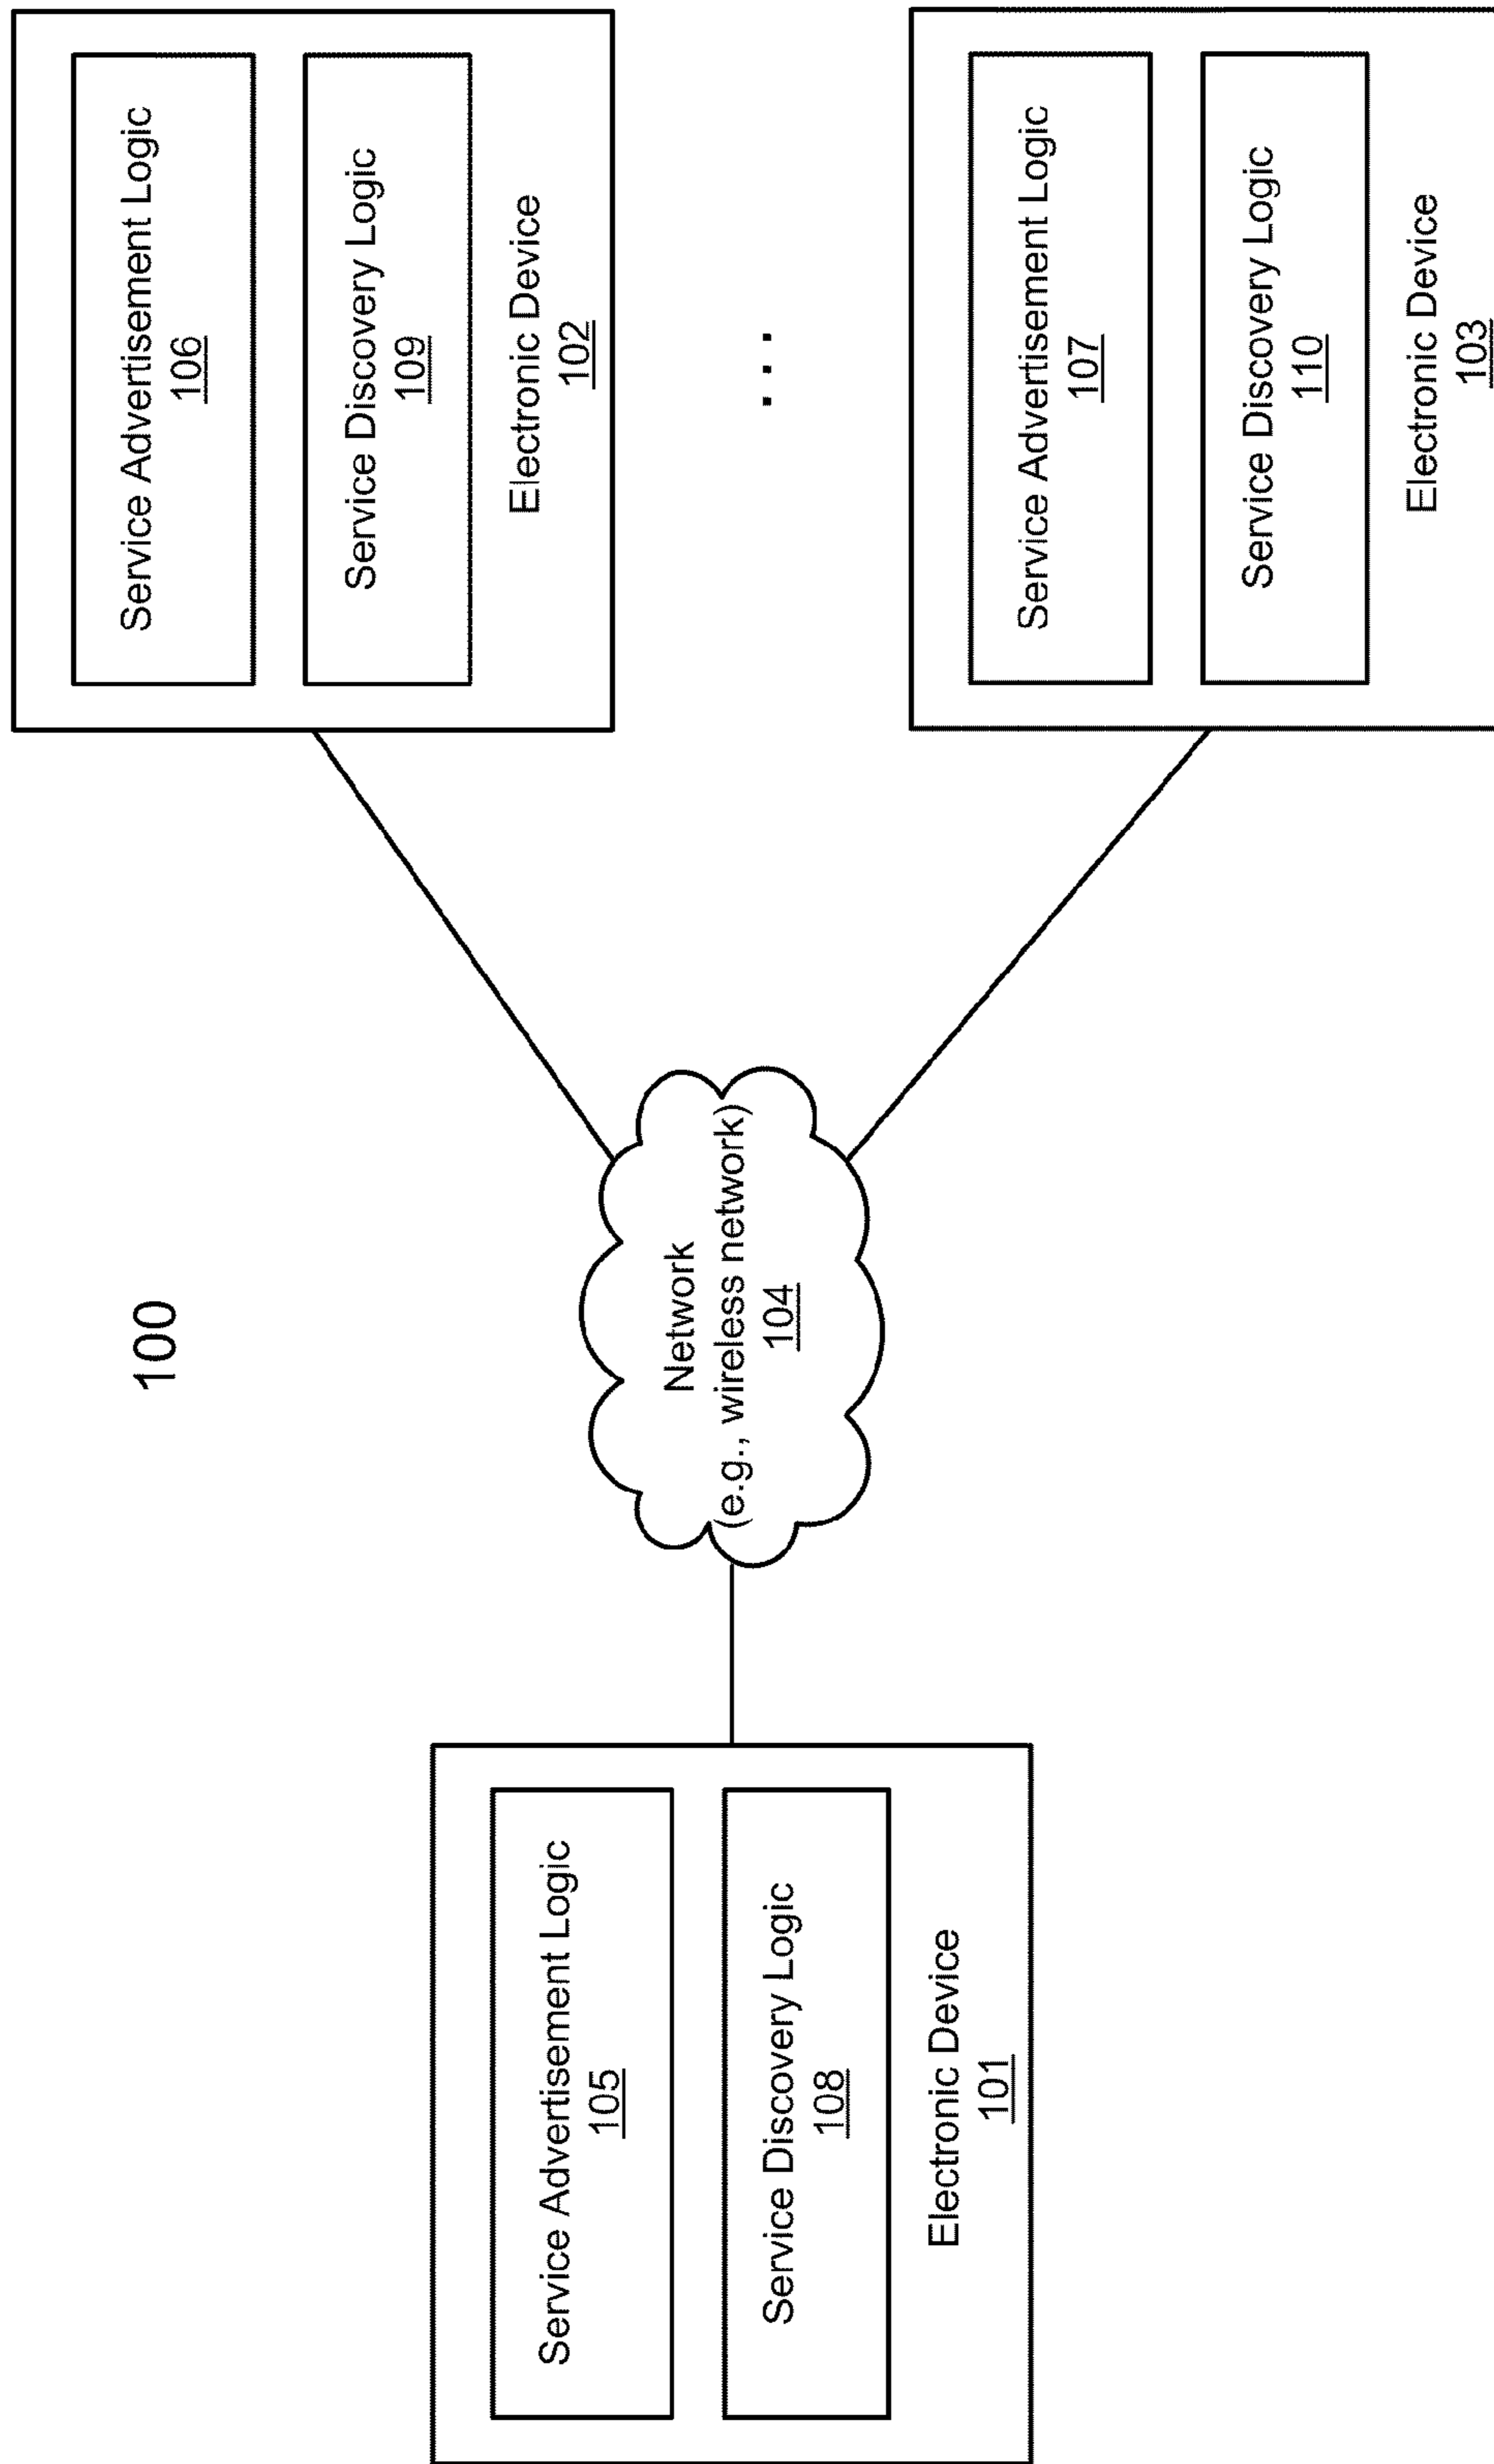 100
Service Advertisement Logic
105
Service Discovery Logic
108
Electronic Device
101
Network
(e.g., wireless network)
104
Service Advertisement Logic
106
Service Discovery Logic
109
Electronic Device
102
...
Service Advertisement Logic
107
Service Discovery Logic
110
Electronic Device
103